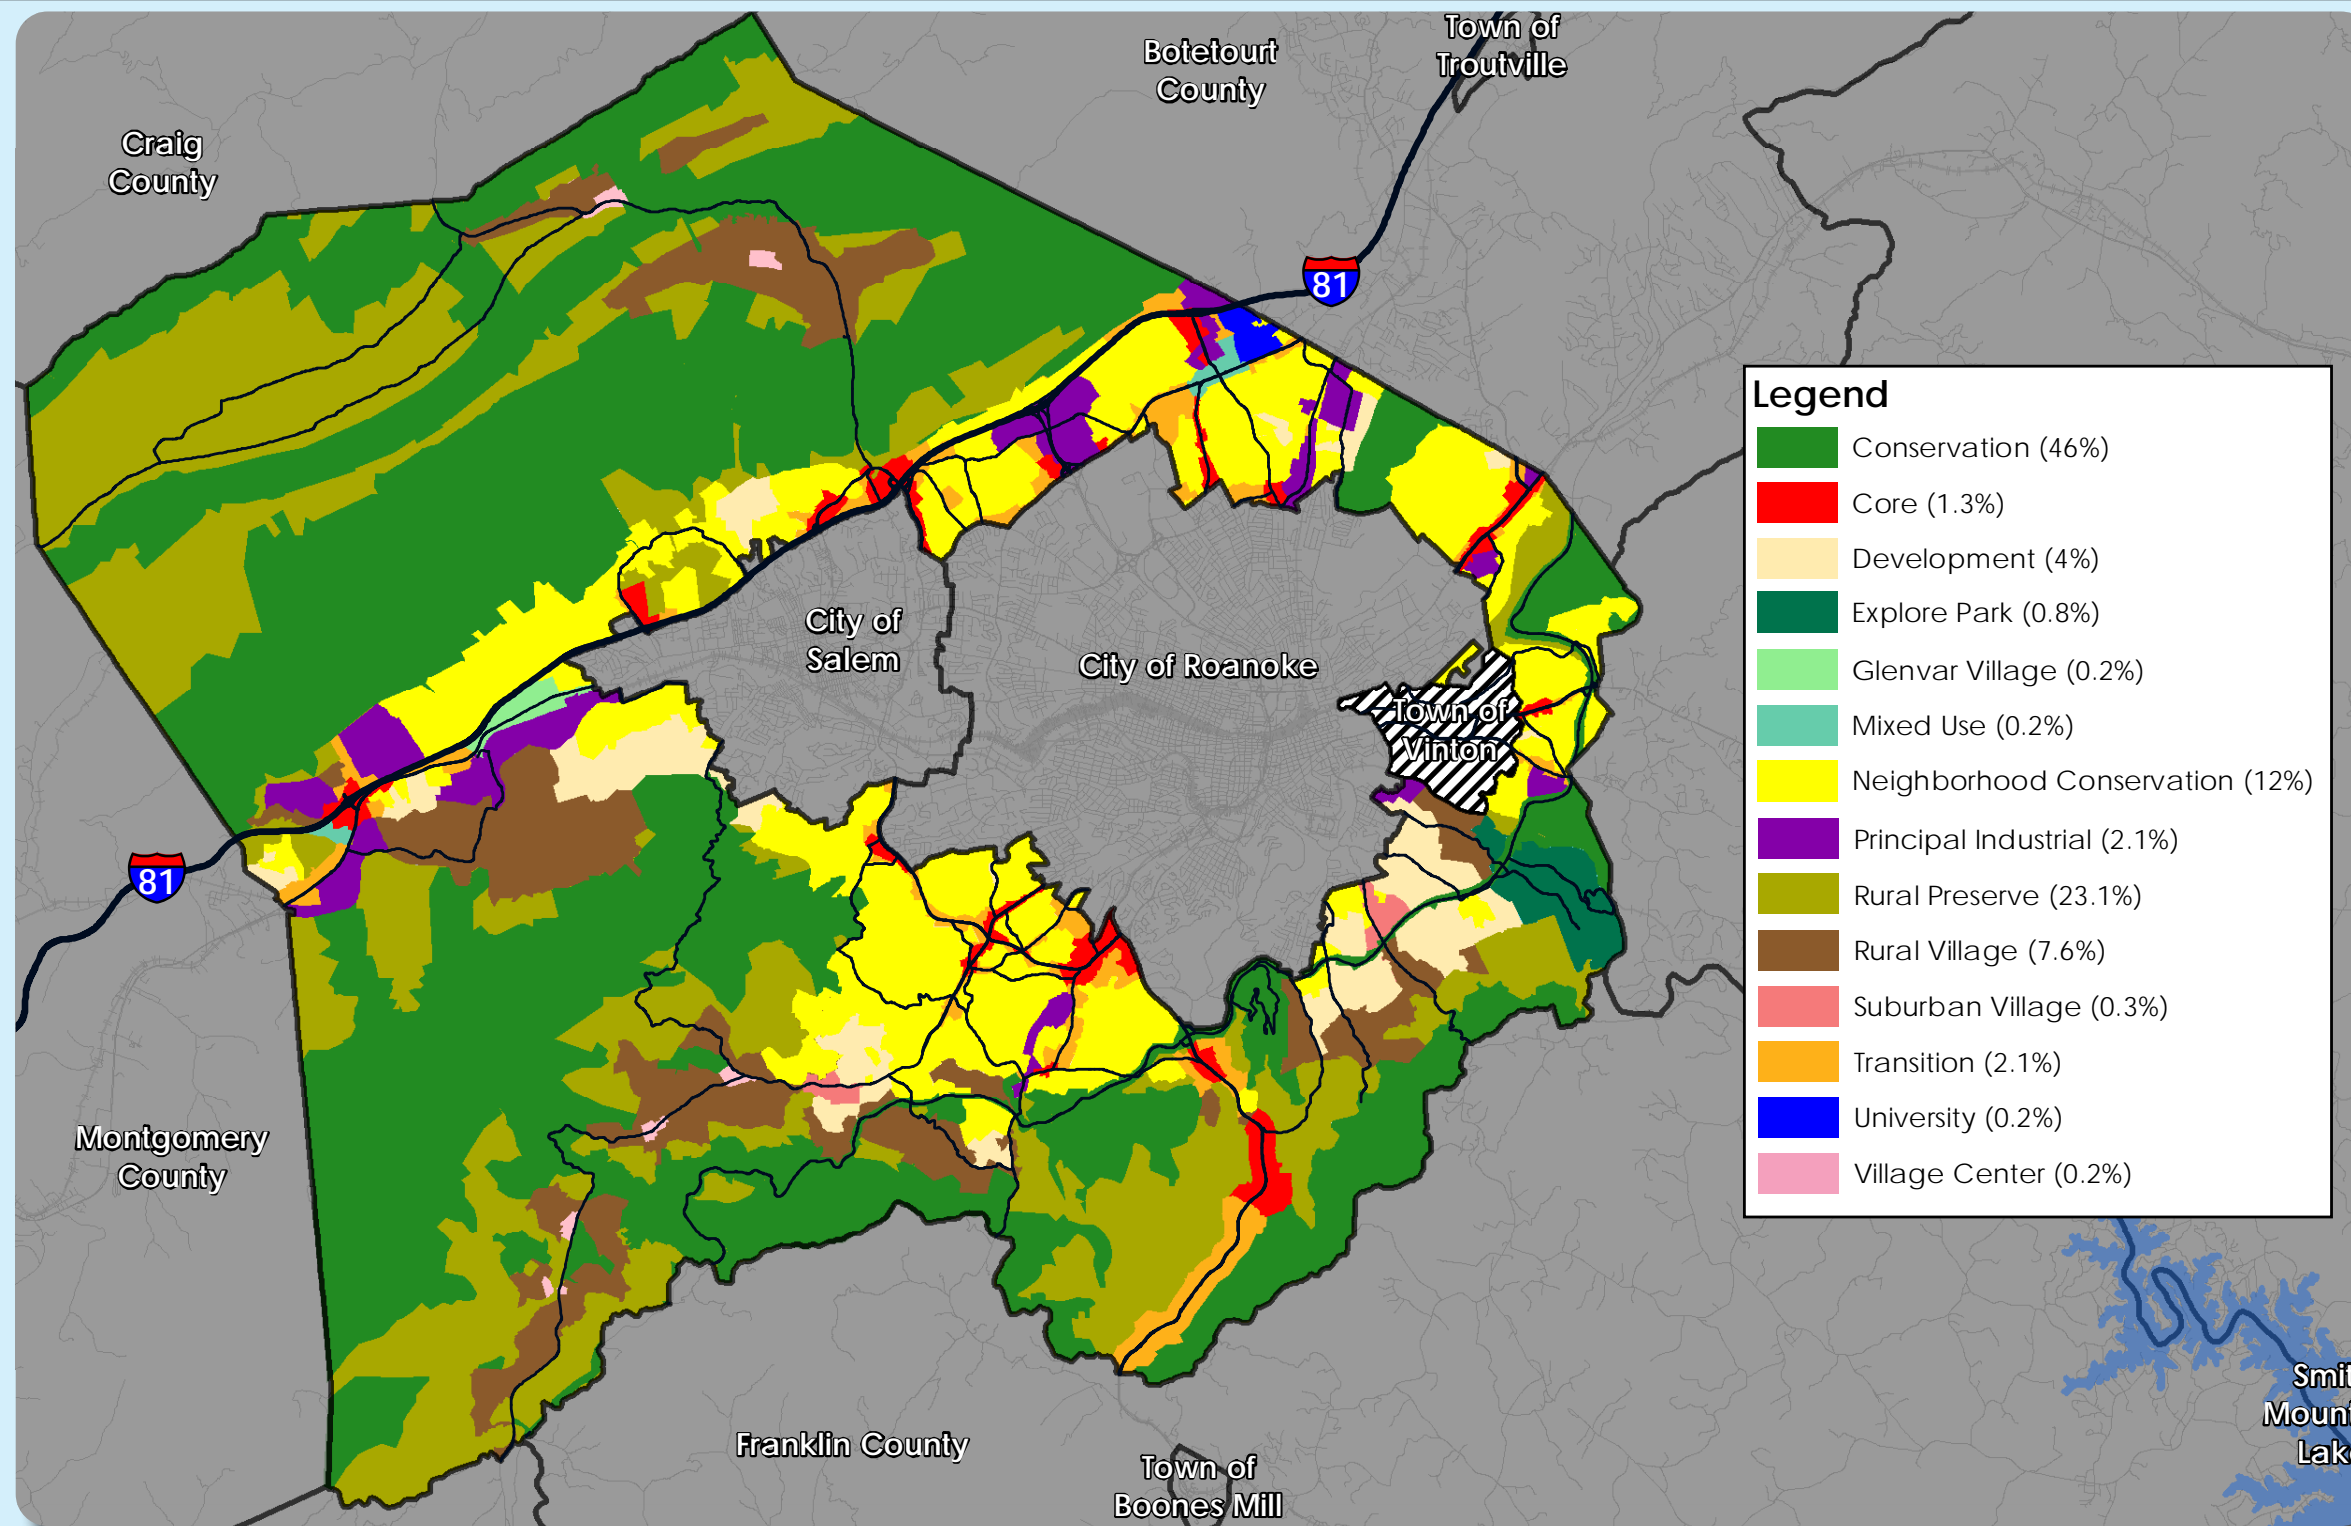 Town of
Troutville
Botetourt
County
Craig
County
81
Legend
Conservation (46%)
Core (1.3%)
Development (4%)
Explore Park (0.8%)
Glenvar Village (0.2%)
Mixed Use (0.2%)
Neighborhood Conservation (12%)
Principal Industrial (2.1%)
Rural Preserve (23.1%)
Rural Village (7.6%)
Suburban Village (0.3%)
Transition (2.1%)
University (0.2%)
Village Center (0.2%)
City of
Salem
City of Roanoke
Town of
Vinton
81
Montgomery
County
Franklin County
Town of
Boones Mill
Smit
Moun
Lak